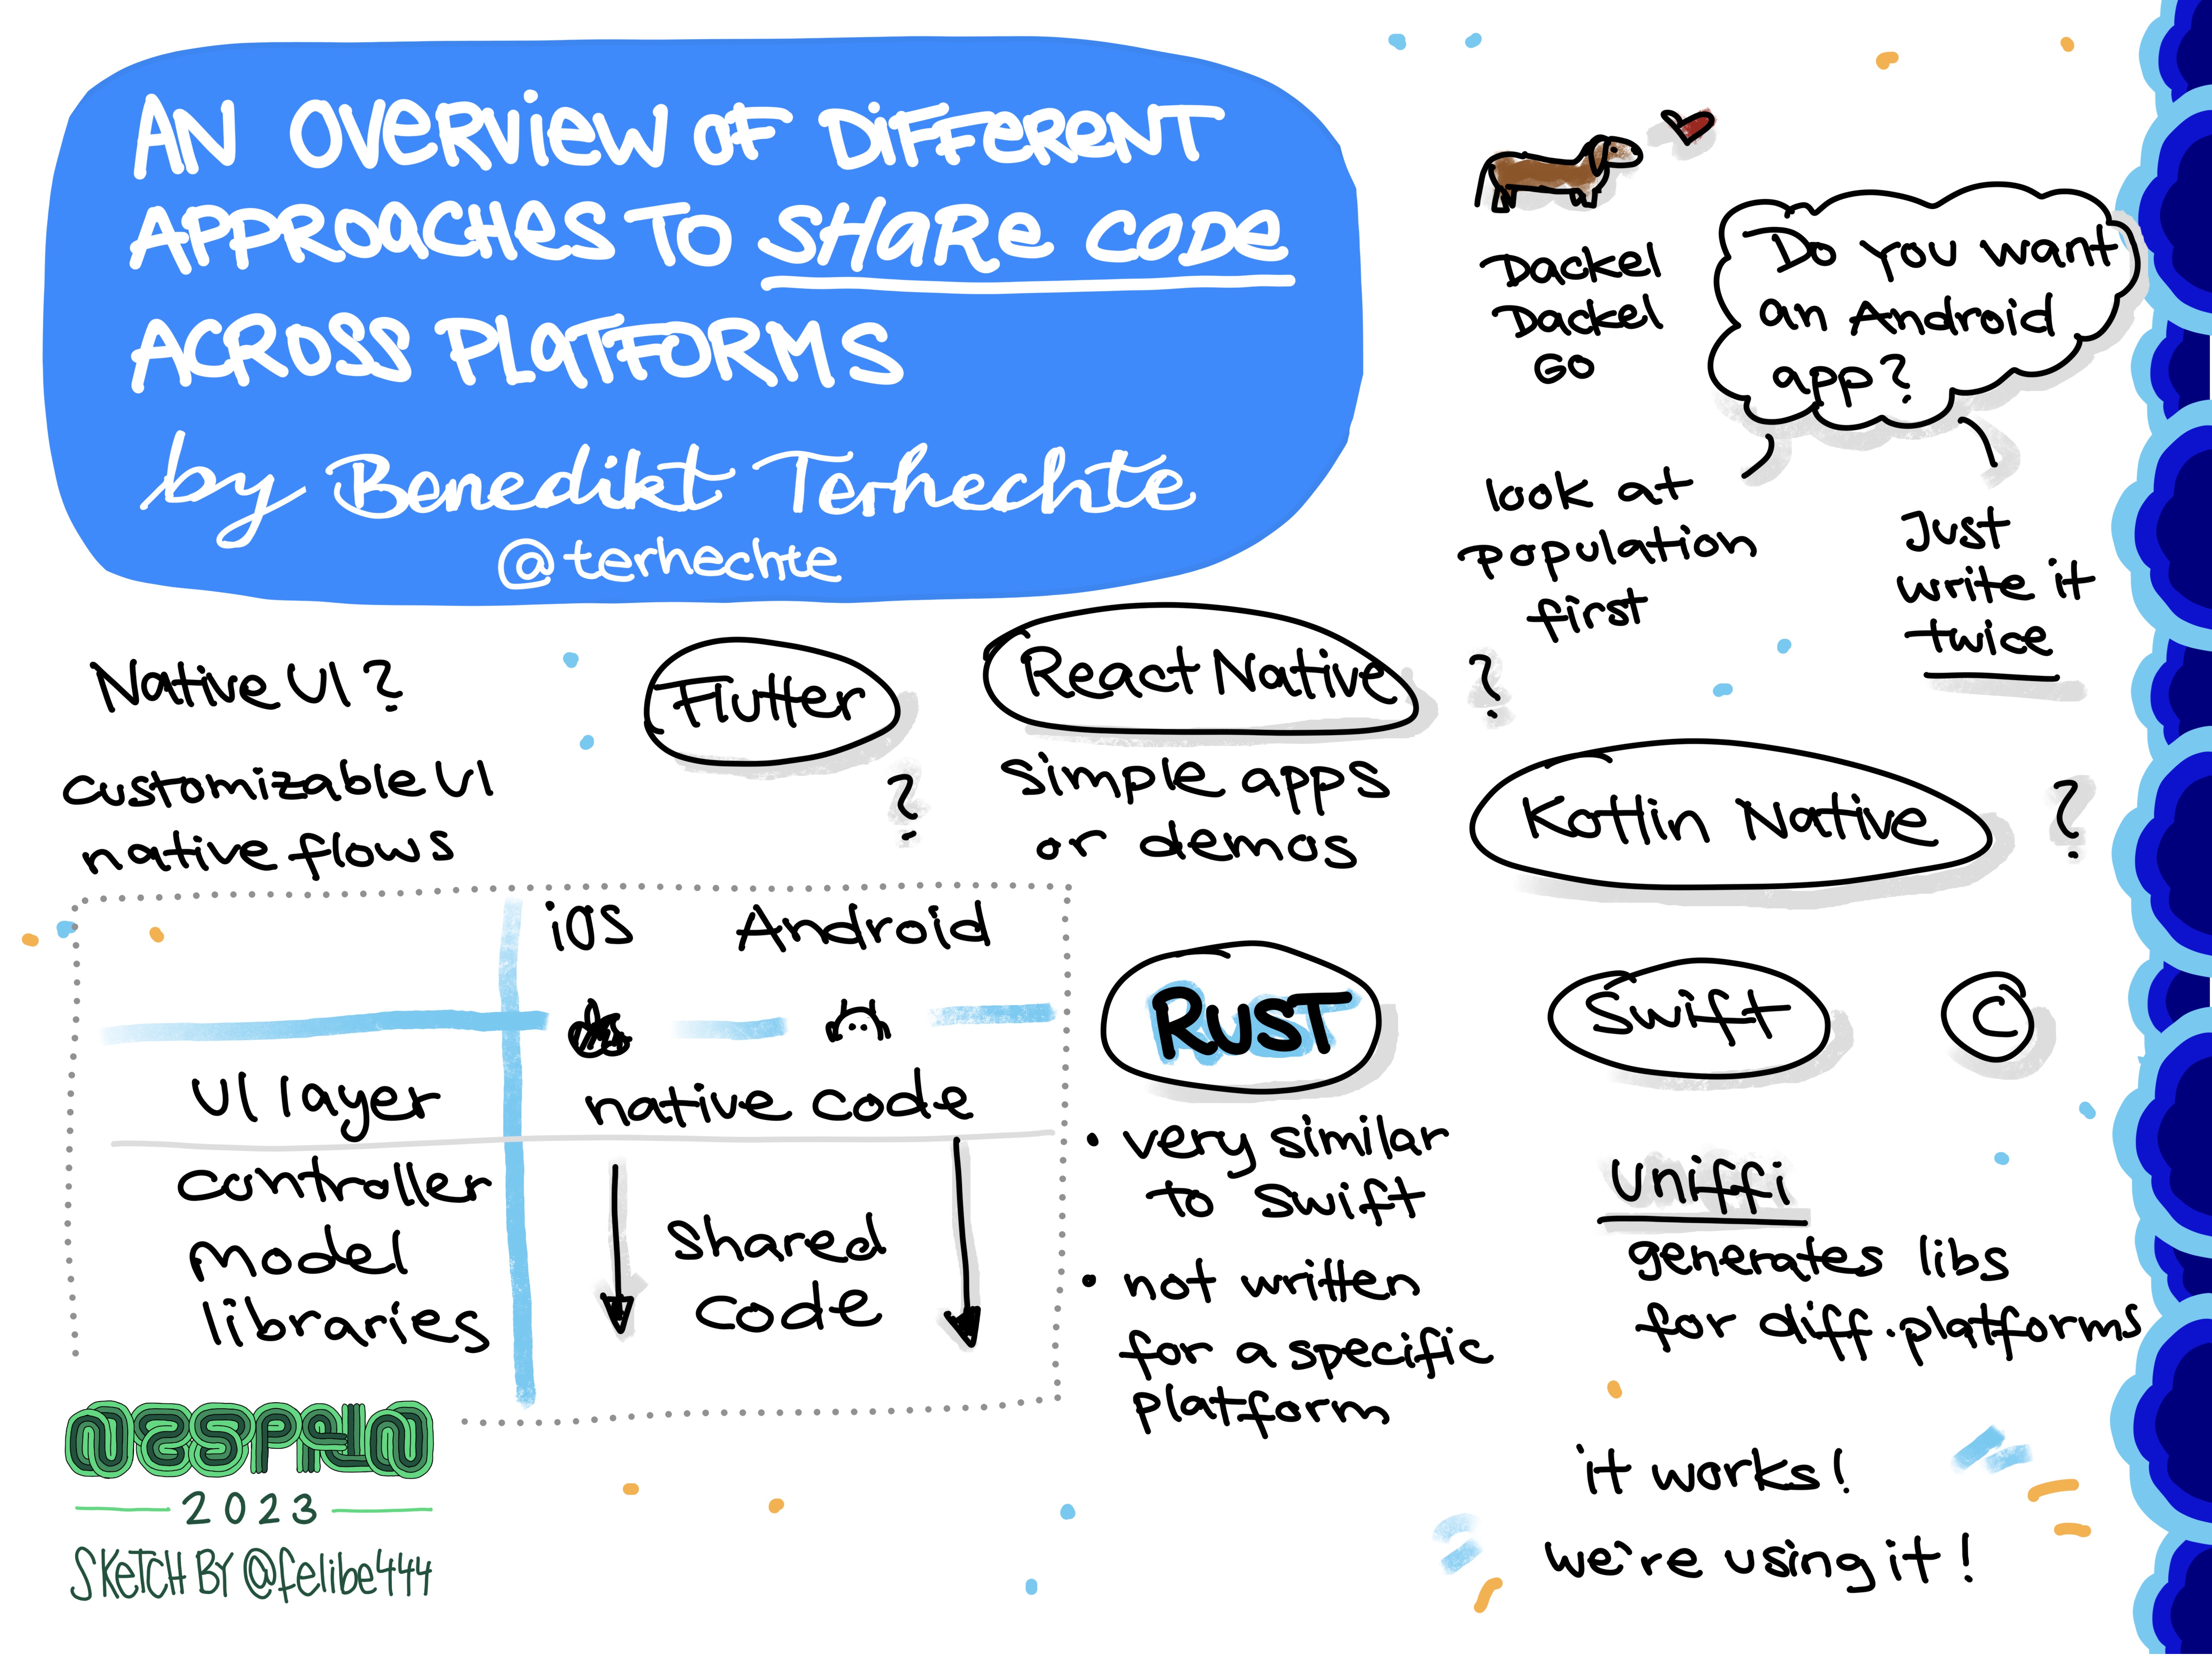 AN OVERVIEW OF DIFFERENT
APPROACHES TO SHARE CODE
ACROSS PLATFORMS
by Benedikt Terhechte
@terhechte
Dackel
Dackel
GO
Do you want
an Android
app?
look at
population
first
Just
write it
twice
Native UI?
customizable UI
native flows
Flutter
?
React Native
?
simple apps
or demos
Kotlin Native
?
iOS Android
UI layer
native code
controller
model
libraries
Shared
code
RUST
• very similar
to Swift
• not written
for a specific
platform
Swift
C
Uniffi
generates libs
for diff. platforms
it works!
we're using it!
NSSPAIN
2023
SKETCH BY @felibe444